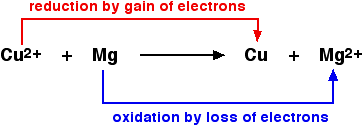 reduction by gain of electrons
Cu2+ + Mg Cu + Mg2+
oxidation by loss of electrons